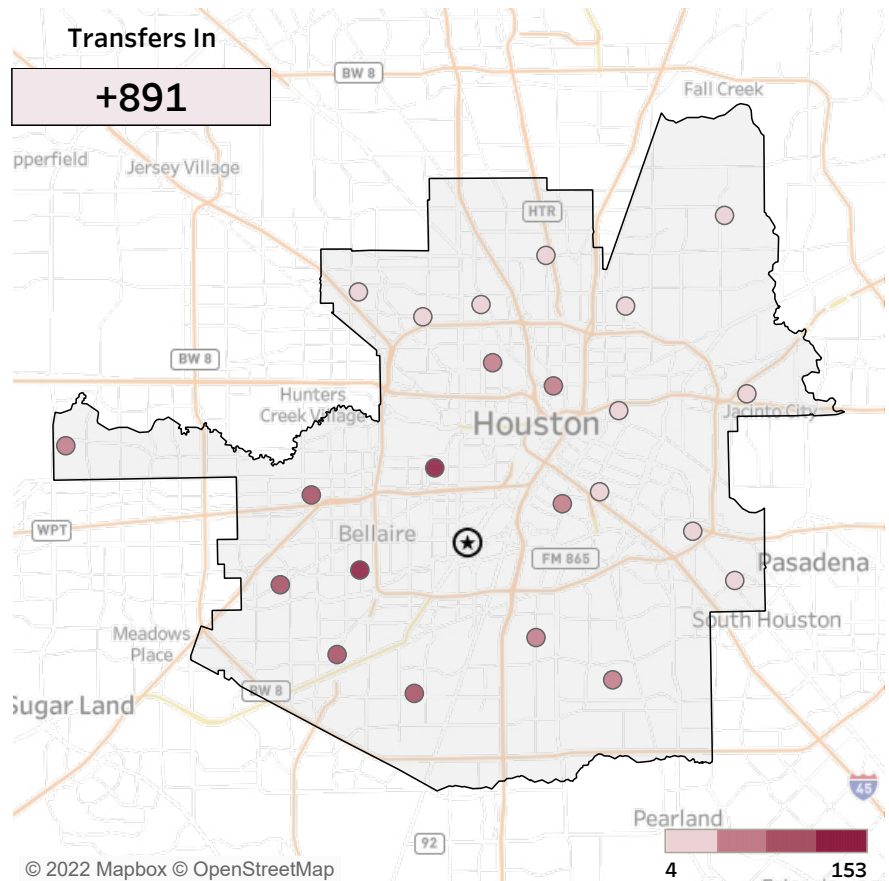 Transfers In
+891
BW 8
Fall Creek
pperfield
Jersey Village
HTR
BW 8
Hunters
Creek Village
Jacinto City
Houston
WPT
Bellaire
FM 865
Pasadena
South Houston
Meadows
Place
BW 8
Sugar Land
45
Pearland
92
4
153
© 2022 Mapbox © OpenStreetMap